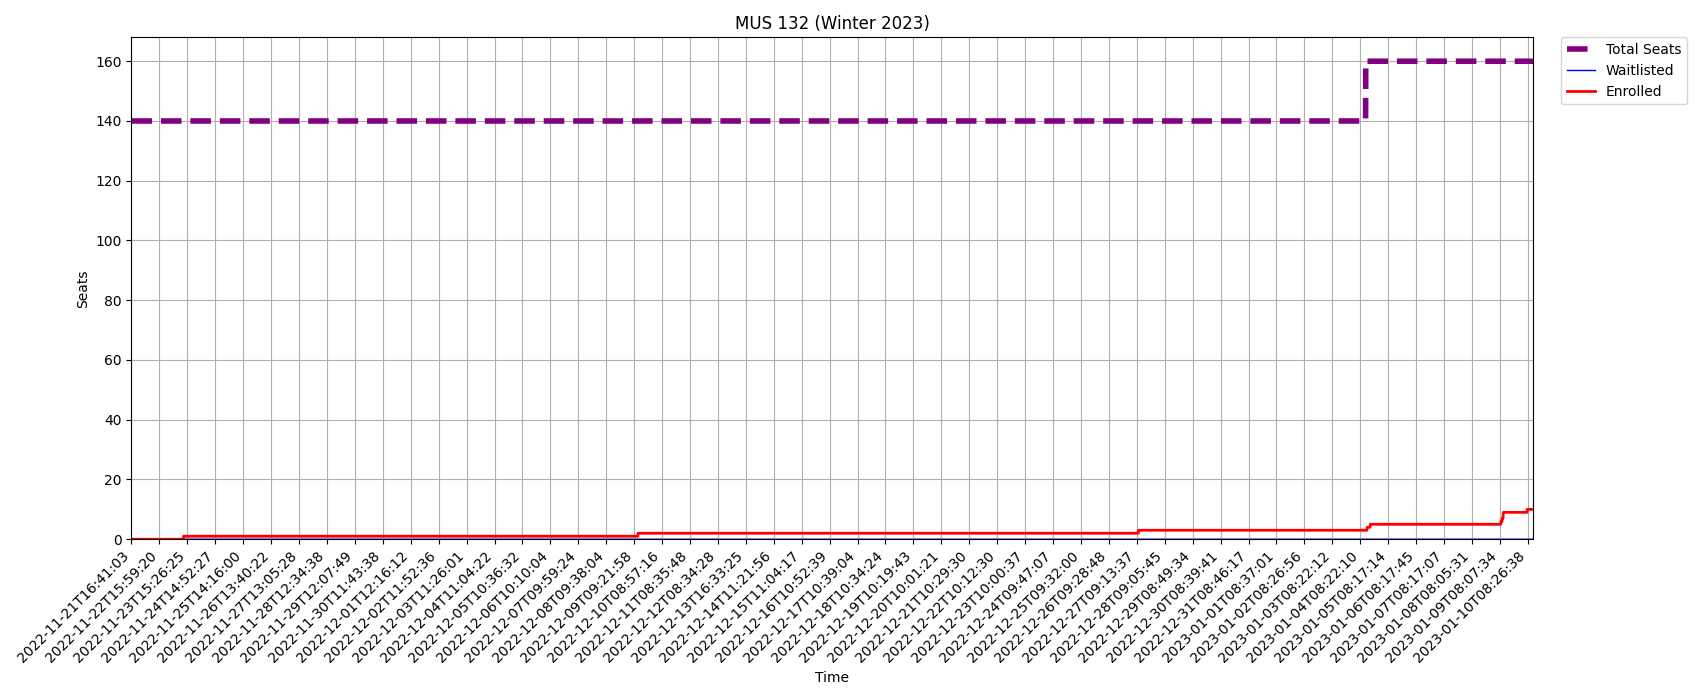 MUS 132 (Winter 2023)
Total Seats
Waitlisted
Enrolled
160
140
120
100
80
60
40
20
0
Seats
2022-11-21T16:41:03
2022-11-22T15:59:20
2022-11-23T15:26:25
2022-11-24T14:52:27
2022-11-25T14:16:00
2022-11-26T13:40:22
2022-11-27T13:05:28
2022-11-28T12:34:38
2022-11-29T12:07:49
2022-11-30T11:43:38
2022-12-01T12:16:12
2022-12-02T11:52:36
2022-12-03T11:26:01
2022-12-04T11:04:22
2022-12-05T10:36:32
2022-12-06T10:10:04
2022-12-07T09:59:24
2022-12-08T09:38:04
2022-12-09T09:21:58
2022-12-10T08:57:16
2022-12-11T08:35:48
2022-12-12T08:34:28
2022-12-13T16:33:25
2022-12-14T11:21:56
2022-12-15T11:04:17
2022-12-16T10:52:39
2022-12-17T10:39:04
2022-12-18T10:34:24
2022-12-19T10:19:43
2022-12-20T10:01:21
2022-12-21T10:29:30
2022-12-22T10:12:30
2022-12-23T10:00:37
2022-12-24T09:47:07
2022-12-25T09:32:00
2022-12-26T09:28:48
2022-12-27T09:13:37
2022-12-28T09:05:45
2022-12-29T08:49:34
2022-12-30T08:39:41
2022-12-31T08:46:17
2023-01-01T08:37:01
2023-01-02T08:26:56
2023-01-03T08:22:12
2023-01-04T08:22:10
2023-01-05T08:17:14
2023-01-06T08:17:45
2023-01-07T08:17:07
2023-01-08T08:05:31
2023-01-09T08:07:34
2023-01-10T08:26:38
Time